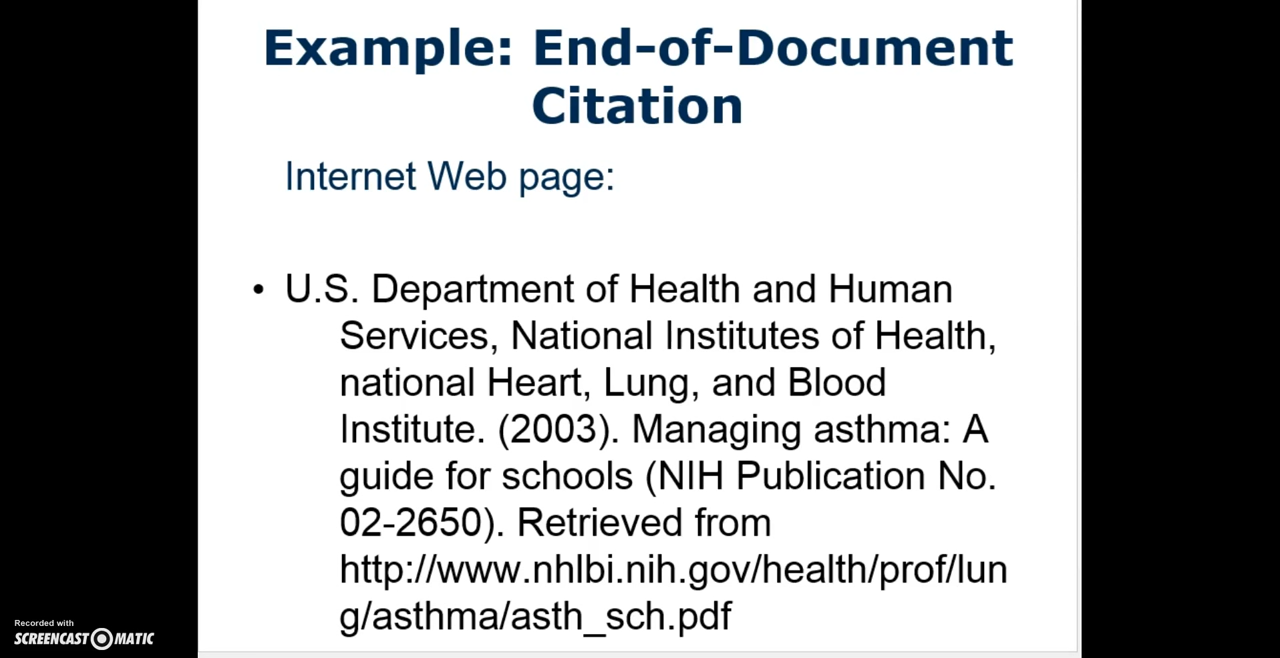 Example: End-of-Document
Citation
Internet Web page:
• U.S. Department of Health and Human
Services, National Institutes of Health,
national Heart, Lung, and Blood
Institute. (2003). Managing asthma: A
guide for schools (NIH Publication No.
02-2650). Retrieved from
http://www.nhlbi.nih.gov/health/prof/lun
g/asthma/asth_sch.pdf
Recorded with
SCREENCAST MATIC